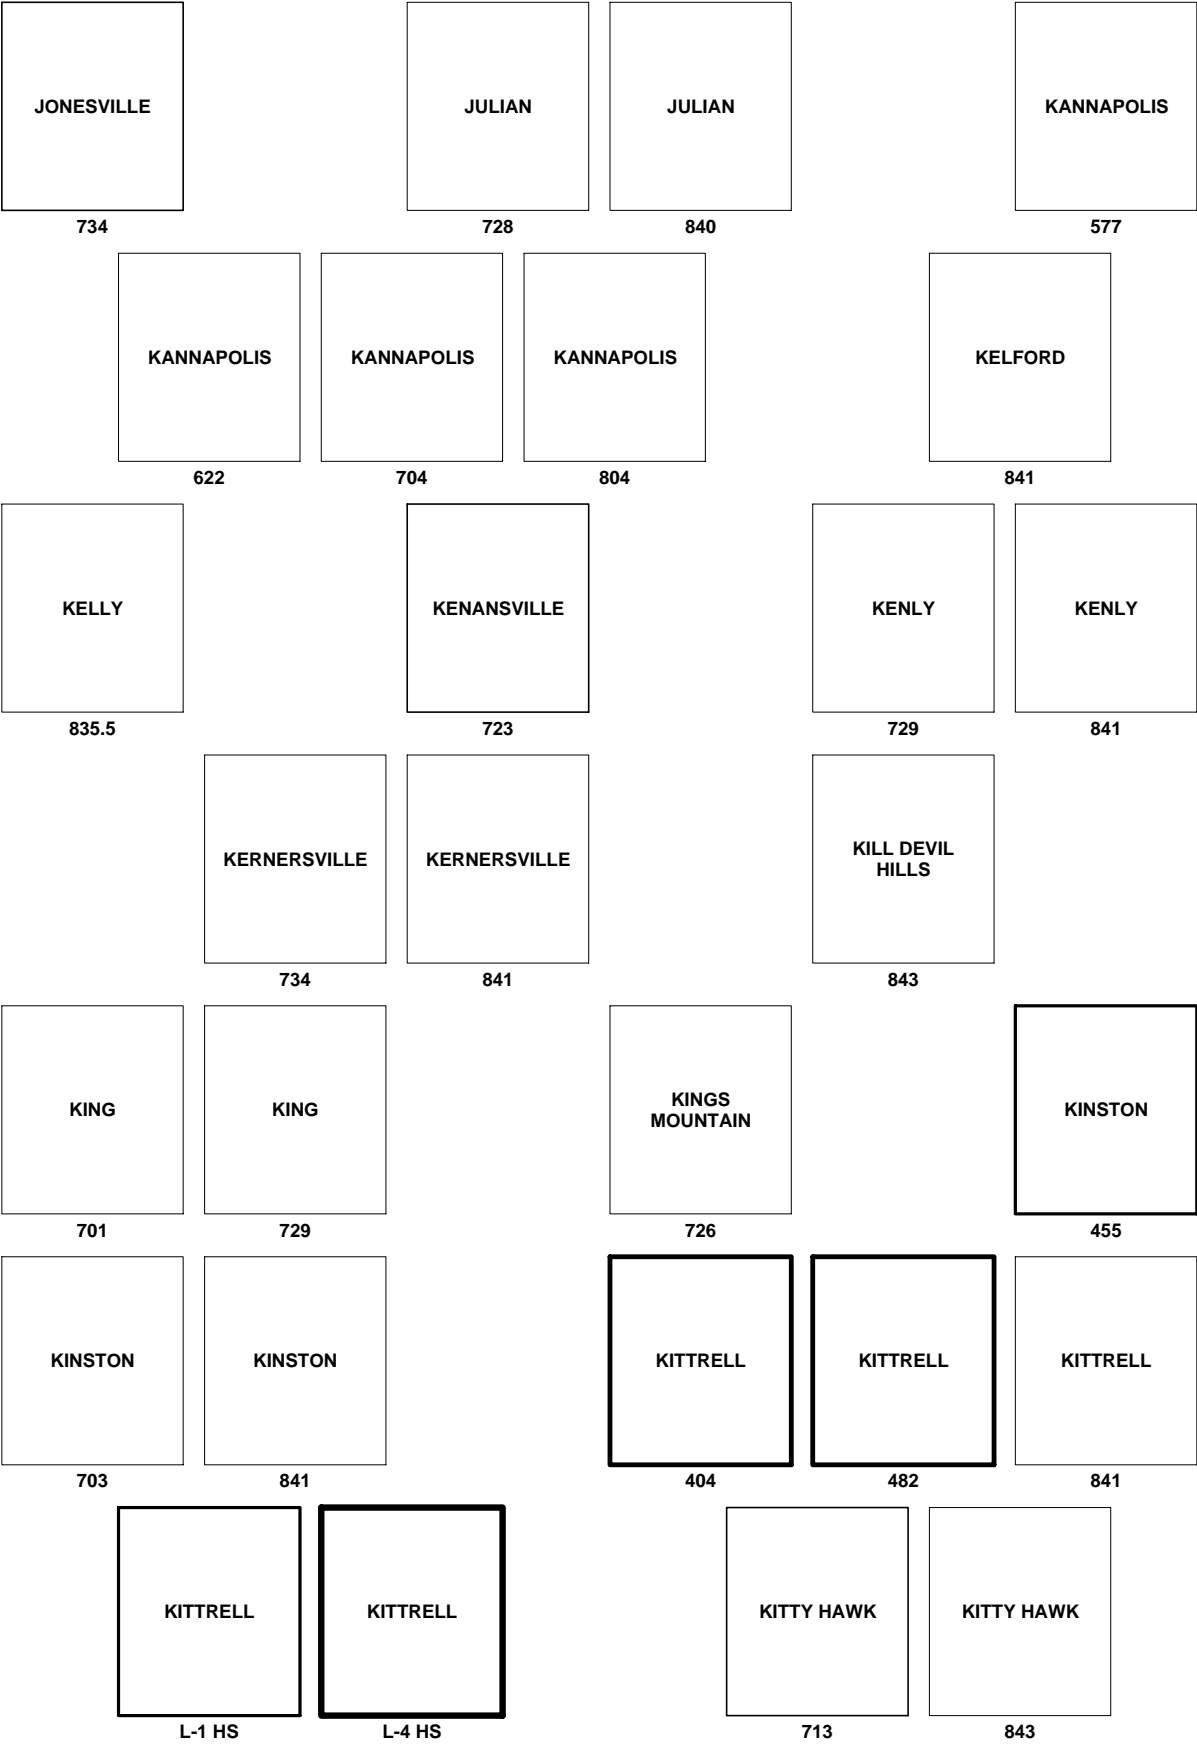 JONESVILLE
734
JULIAN
728
JULIAN
840
KANNAPOLIS
577
KANNAPOLIS
622
KANNAPOLIS
704
KANNAPOLIS
804
KELFORD
841
KELLY
835.5
KENANSVILLE
723
KENLY
729
KENLY
841
KERNERSVILLE
734
KERNERSVILLE
841
KILL DEVIL
HILLS
843
KING
701
KING
729
KINGS
MOUNTAIN
726
KINSTON
455
KINSTON
703
KINSTON
841
KITTRELL
404
KITTRELL
482
KITTRELL
841
KITTRELL
L-1 HS
KITTRELL
L-4 HS
KITTY HAWK
713
KITTY HAWK
843